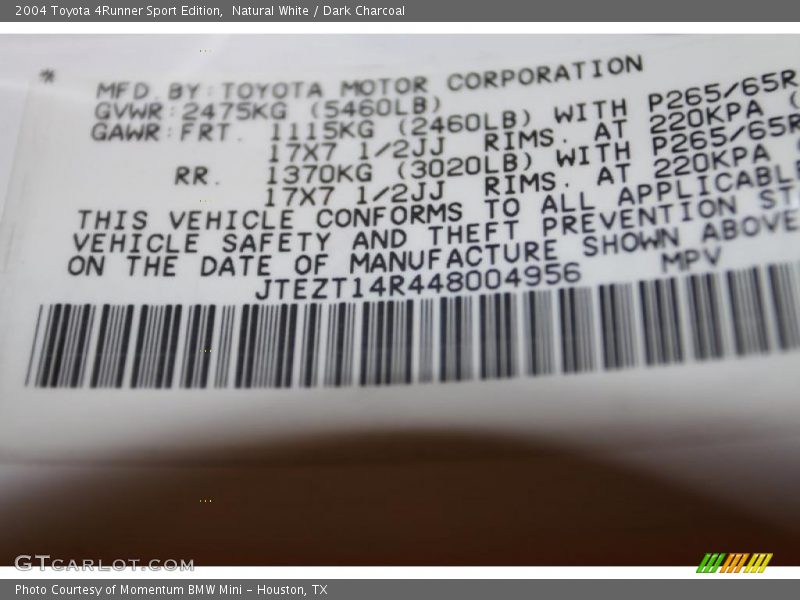 2004 Toyota 4Runner Sport Edition,  Natural White / Dark Charcoal
* MFD. BY: TOYOTA MOTOR CORPORATION
GVWR: 2475KG (5460LB)
GAWR: FRT. 1115KG (2460LB) WITH P265/65R
17X7 1/2JJ RIMS. AT 220KPA (
RR. 1370KG (3020LB) WITH P265/65R
17X7 1/2JJ RIMS. AT 220KPA
THIS VEHICLE CONFORMS TO ALL APPLICABLE
VEHICLE SAFETY AND THEFT PREVENTION ST
ON THE DATE OF MANUFACTURE SHOWN ABOVE
JTEZT14R448004956 MPV
GTCARLOT.COM
Photo Courtesy of Momentum BMW Mini - Houston, TX